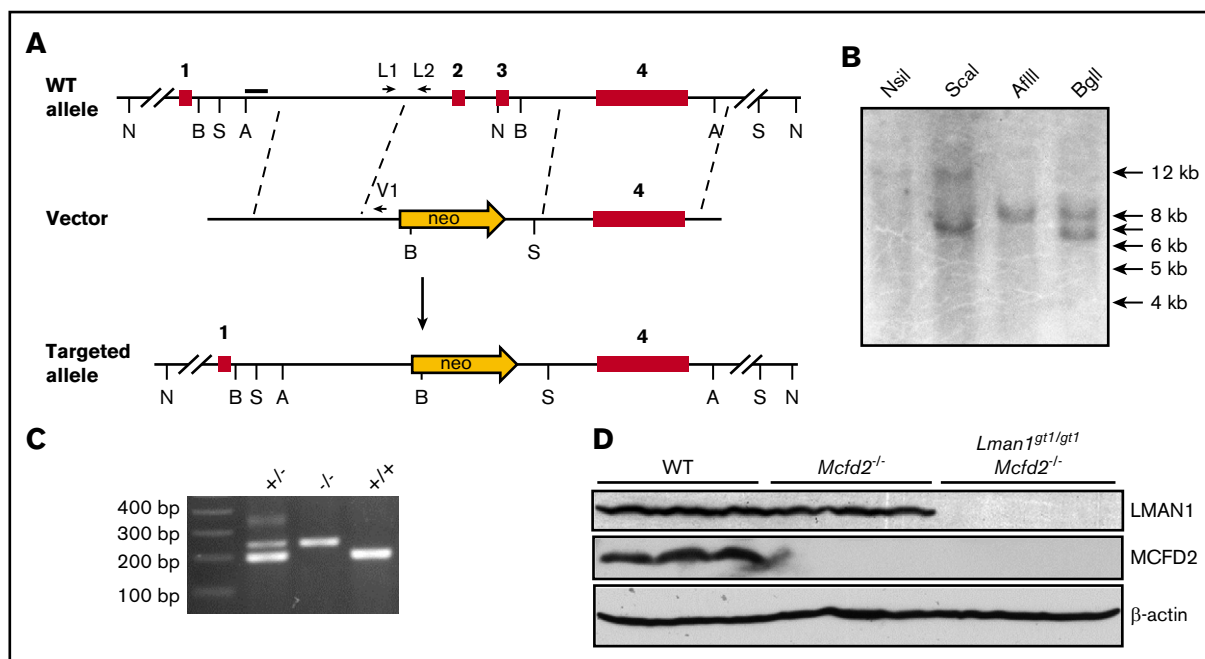 A
WT allele
1
L1 L2 2 3 4
N B S A N B A S N
Vector
V1
neo
4
B S
Targeted allele
1
neo
4
N B S A B S A S N
B
NsiI ScaI AflII BglI
12 kb
8 kb
6 kb
5 kb
4 kb
C
+/- -/- +/+
400 bp
300 bp
200 bp
100 bp
D
WT Mcfd2-/- Lman1gt1/gt1 Mcfd2-/-
LMAN1
MCFD2
β-actin